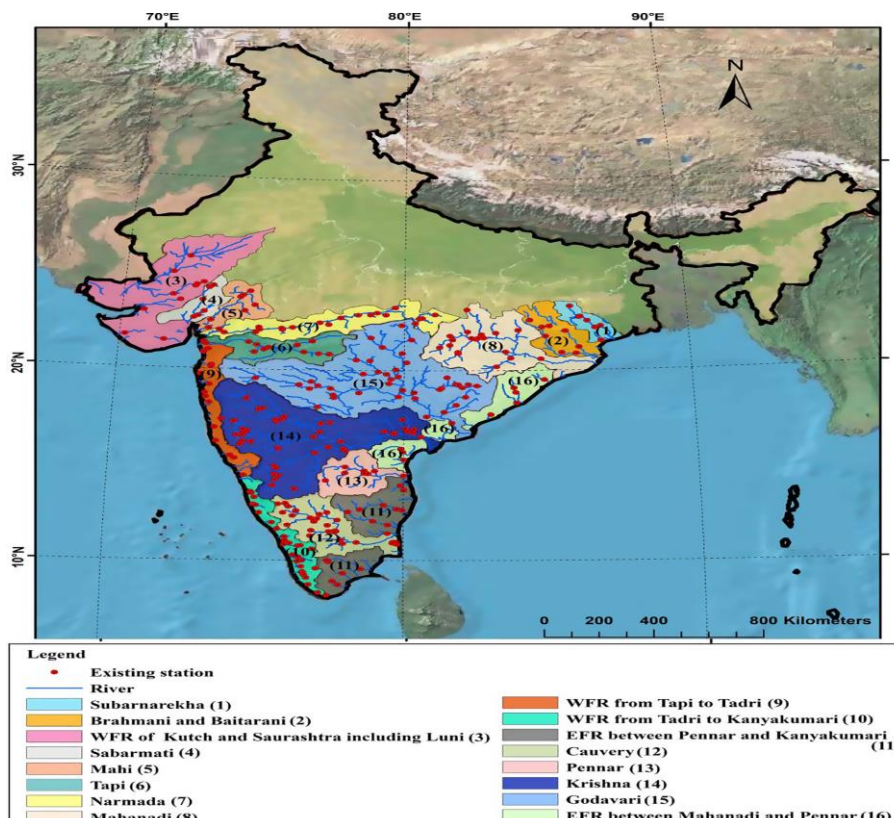 70°E 80°E 90°E
N
30°N
20°N
10°N
(3)
(4)
(5)
(7)
(6)
(1)
(2)
(8)
(9)
(15)
(16)
(14)
(16)
(16)
(13)
(11)
(12)
(10)
(11)
0 200 400 800 Kilometers
Legend
Existing station
River
Subarnarekha (1)
Brahmani and Baitarani (2)
WFR of Kutch and Saurashtra including Luni (3)
Sabarmati (4)
Mahi (5)
Tapi (6)
Narmada (7)
Mahanadi (8)
WFR from Tapi to Tadri (9)
WFR from Tadri to Kanyakumari (10)
EFR between Pennar and Kanyakumari
(11
Cauvery (12)
Pennar (13)
Krishna (14)
Godavari (15)
EFR between Mahanadi and Pennar (16)